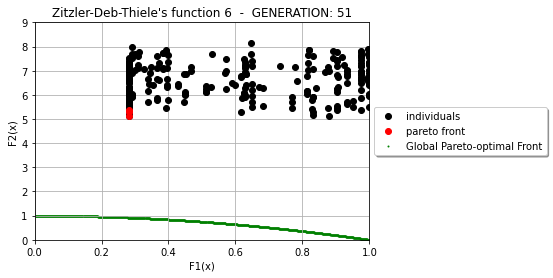 Zitzler-Deb-Thiele's function 6 - GENERATION: 51
9
8
7
6
5
4
3
2
1
0
F2(x)
0.0 0.2 0.4 0.6 0.8 1.0
F1(x)
individuals
pareto front
Global Pareto-optimal Front